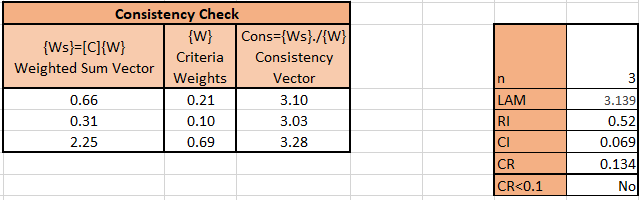 Consistency Check
{Ws}=[C]{W}
Weighted Sum Vector
{W}
Criteria
Weights
Cons={Ws}./{W}
Consistency
Vector
0.66 0.21 3.10
0.31 0.10 3.03
2.25 0.69 3.28
n 3
LAM 3.139
RI 0.52
CI 0.069
CR 0.134
CR<0.1 No